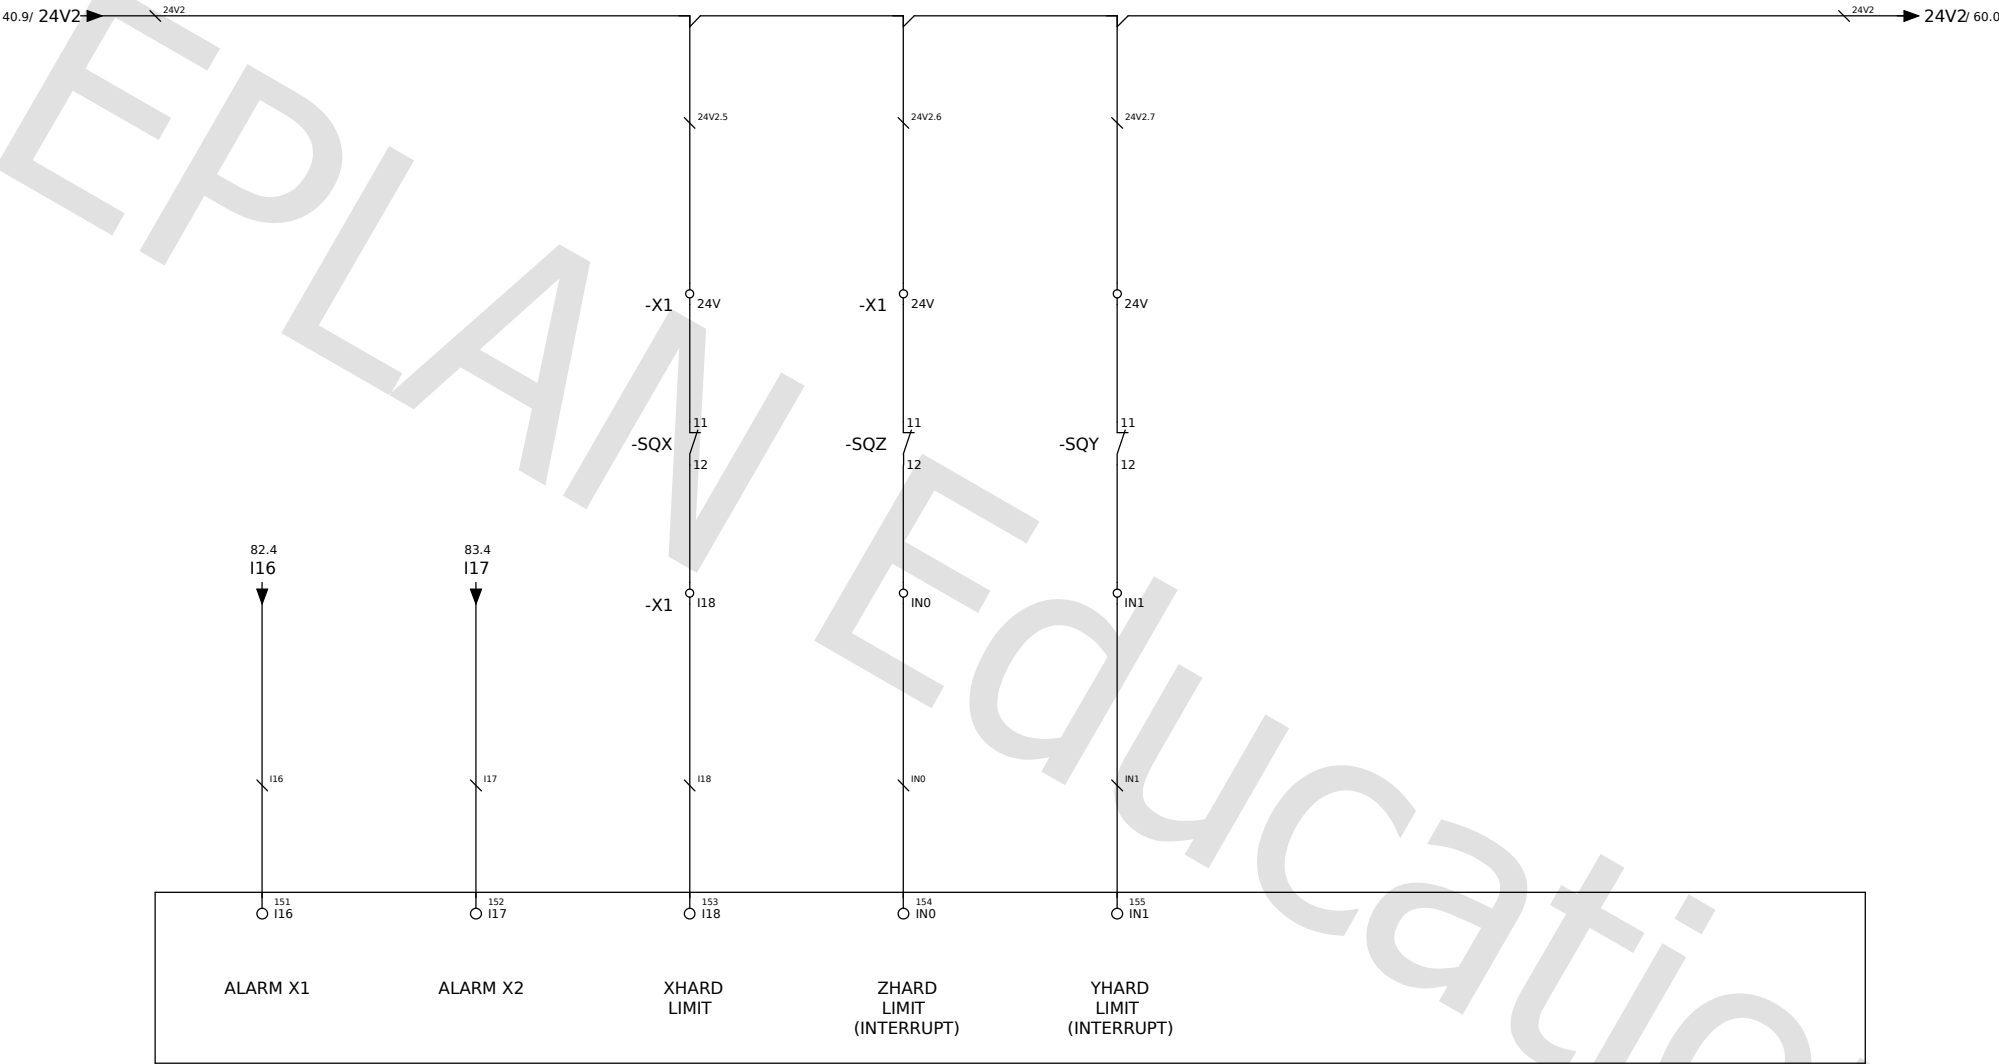 40.9/ 24V2
24V2
24V2
24V2/ 60.0
24V2.5
24V2.6
24V2.7
-X1
24V
-X1
24V
24V
11
-SQX
12
11
-SQZ
12
11
-SQY
12
82.4
I16
83.4
I17
-X1
I18
IN0
IN1
I16
I17
I18
IN0
IN1
151
I16
152
I17
153
I18
154
IN0
155
IN1
ALARM X1
ALARM X2
XHARD
LIMIT
ZHARD
LIMIT
(INTERRUPT)
YHARD
LIMIT
(INTERRUPT)
EPLAN Educatio